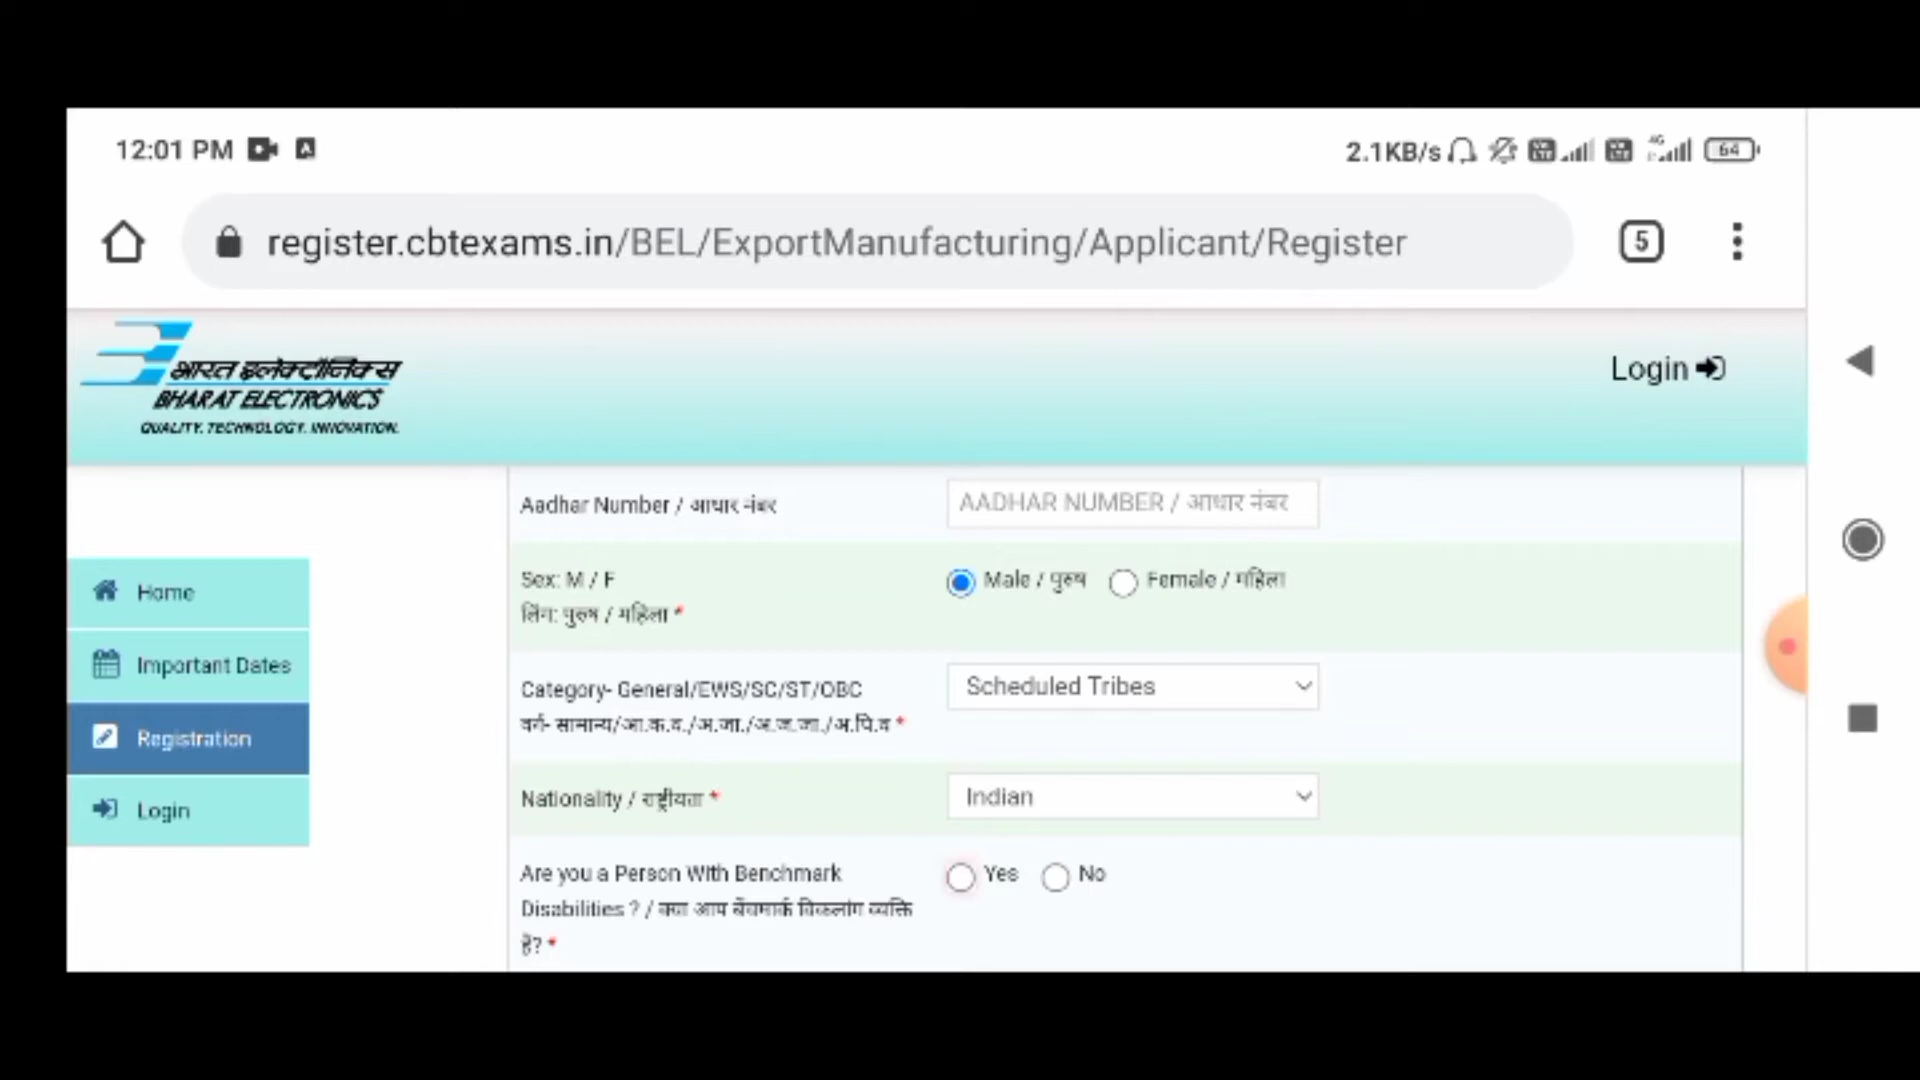 12:01 PM
2.1KB/s
4G
64
register.cbtexams.in/BEL/ExportManufacturing/Applicant/Register
5
भारत इलेक्ट्रॉनिक्स
BHARAT ELECTRONICS
QUALITY. TECHNOLOGY. INNOVATION.
Login
Aadhar Number / आधार नंबर
AADHAR NUMBER / आधार नंबर
Home
Sex: M / F
Male / पुरुष
Female / महिला
लिंग: पुरुष / महिला *
Important Dates
Category- General/EWS/SC/ST/OBC
Scheduled Tribes
वर्ग- सामान्य/आ.क.व./अ.जा./अ.ज.जा./अ.पि.व *
Registration
Nationality / राष्ट्रीयता *
Indian
Login
Are you a Person With Benchmark
Yes
No
Disabilities ? / क्या आप बेंचमार्क विकलांग व्यक्ति
हैं? *